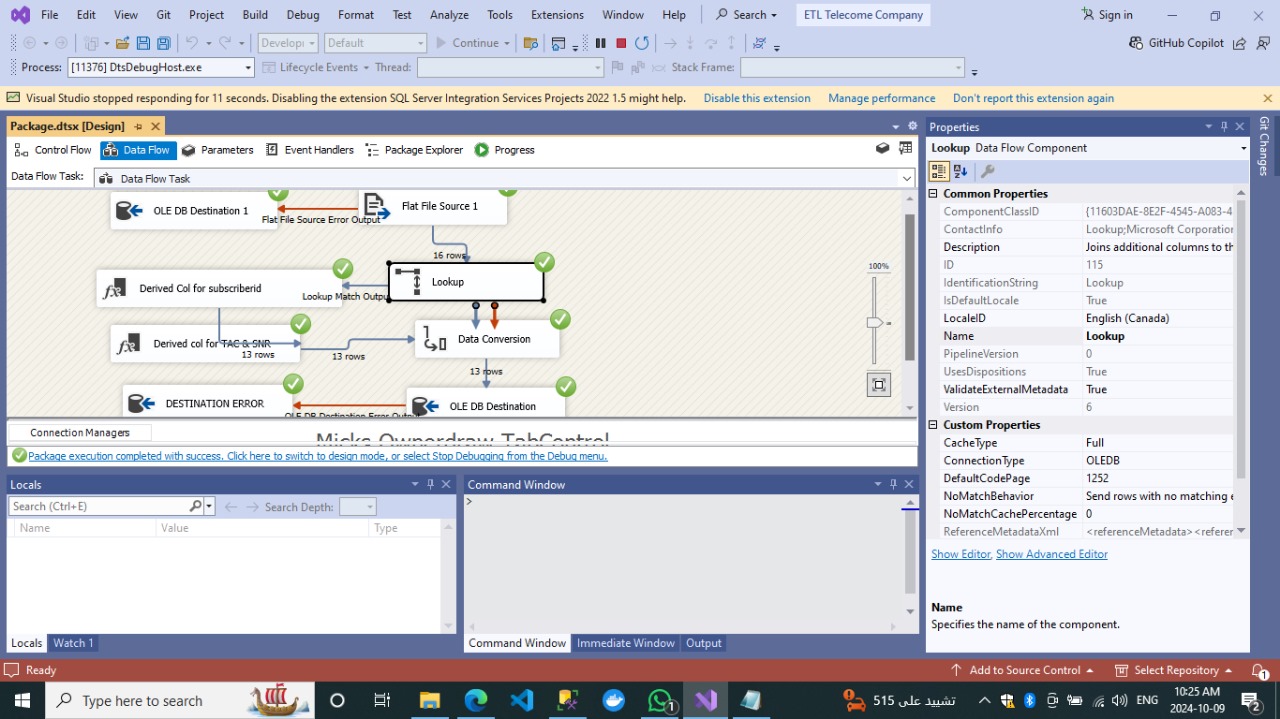 File Edit View Git Project Build Debug Format Test Analyze Tools Extensions Window Help Search ETL Telecome Company Sign in
Develop Default Continue GitHub Copilot
Process: [11376] DtsDebugHost.exe Lifecycle Events Thread: Stack Frame:
Visual Studio stopped responding for 11 seconds. Disabling the extension SQL Server Integration Services Projects 2022 1.5 might help. Disable this extension Manage performance Don't report this extension again
Package.dtsx [Design]
Control Flow Data Flow Parameters Event Handlers Package Explorer Progress
Data Flow Task: Data Flow Task
OLE DB Destination 1
Flat File Source Error Output
Flat File Source 1
16 rows
Lookup
Lookup Match Output
Derived Col for subscriberid
Derived col for TAC & SNR
13 rows
13 rows
Data Conversion
13 rows
DESTINATION ERROR
OLE DB Destination Error Output
OLE DB Destination
100%
Connection Managers
Micks Ownerdraw TabControl
Package execution completed with success. Click here to switch to design mode, or select Stop Debugging from the Debug menu.
Locals
Search (Ctrl+E) Search Depth:
Name Value Type
Locals Watch 1
Command Window
>
Command Window Immediate Window Output
Properties
Lookup Data Flow Component
Common Properties
ComponentClassID {11603DAE-8E2F-4545-A083-4
ContactInfo Lookup;Microsoft Corporation
Description Joins additional columns to th
ID 115
IdentificationString Lookup
IsDefaultLocale True
LocaleID English (Canada)
Name Lookup
PipelineVersion 0
UsesDispositions True
ValidateExternalMetadata True
Version 6
Custom Properties
CacheType Full
ConnectionType OLEDB
DefaultCodePage 1252
NoMatchBehavior Send rows with no matching e
NoMatchCachePercentage 0
ReferenceMetadataXml <referenceMetadata><referer
Show Editor, Show Advanced Editor
Name
Specifies the name of the component.
Git Changes
Ready Add to Source Control Select Repository 1
Type here to search 1 تشييد على 515 ENG 10:25 AM 2024-10-09 2